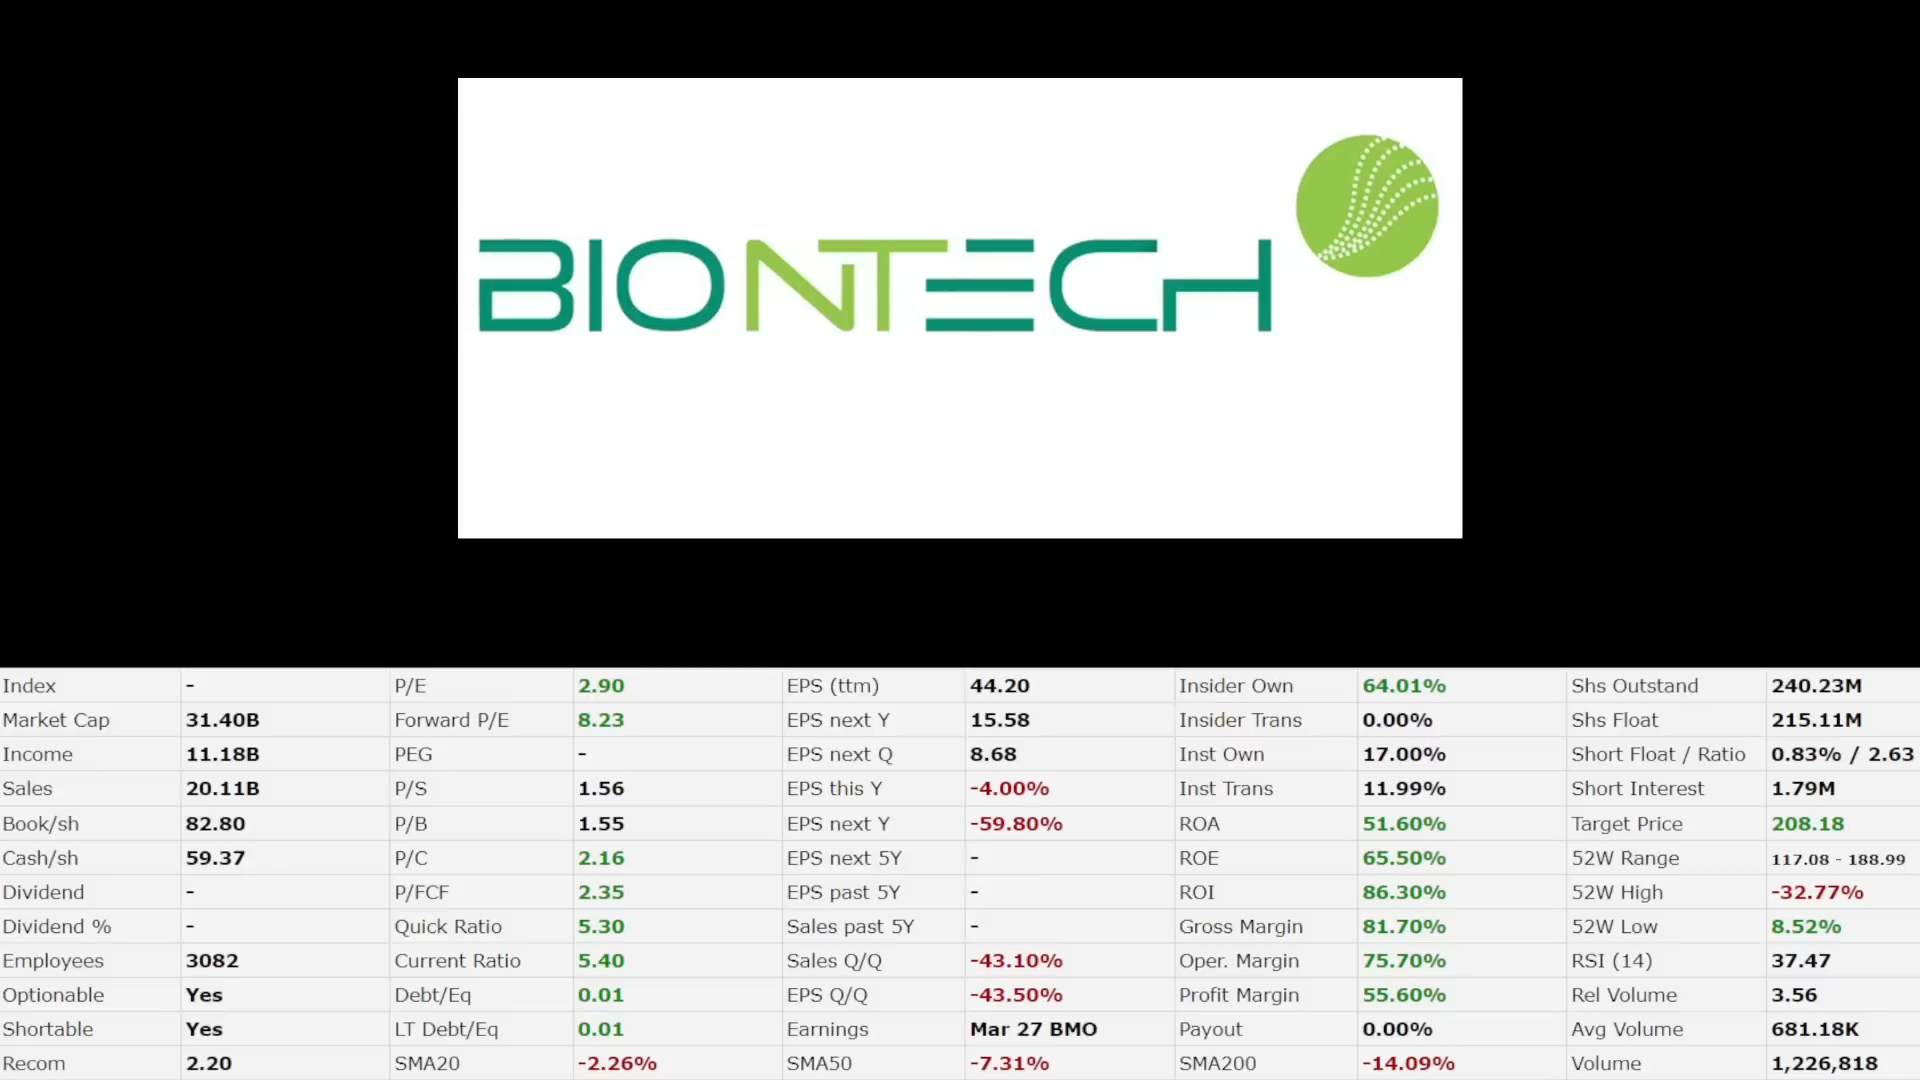 BIONTECH
Index - P/E 2.90 EPS (ttm) 44.20 Insider Own 64.01% Shs Outstand 240.23M
Market Cap 31.40B Forward P/E 8.23 EPS next Y 15.58 Insider Trans 0.00% Shs Float 215.11M
Income 11.18B PEG - EPS next Q 8.68 Inst Own 17.00% Short Float / Ratio 0.83% / 2.63
Sales 20.11B P/S 1.56 EPS this Y -4.00% Inst Trans 11.99% Short Interest 1.79M
Book/sh 82.80 P/B 1.55 EPS next Y -59.80% ROA 51.60% Target Price 208.18
Cash/sh 59.37 P/C 2.16 EPS next 5Y - ROE 65.50% 52W Range 117.08 - 188.99
Dividend - P/FCF 2.35 EPS past 5Y - ROI 86.30% 52W High -32.77%
Dividend % - Quick Ratio 5.30 Sales past 5Y - Gross Margin 81.70% 52W Low 8.52%
Employees 3082 Current Ratio 5.40 Sales Q/Q -43.10% Oper. Margin 75.70% RSI (14) 37.47
Optionable Yes Debt/Eq 0.01 EPS Q/Q -43.50% Profit Margin 55.60% Rel Volume 3.56
Shortable Yes LT Debt/Eq 0.01 Earnings Mar 27 BMO Payout 0.00% Avg Volume 681.18K
Recom 2.20 SMA20 -2.26% SMA50 -7.31% SMA200 -14.09% Volume 1,226,818